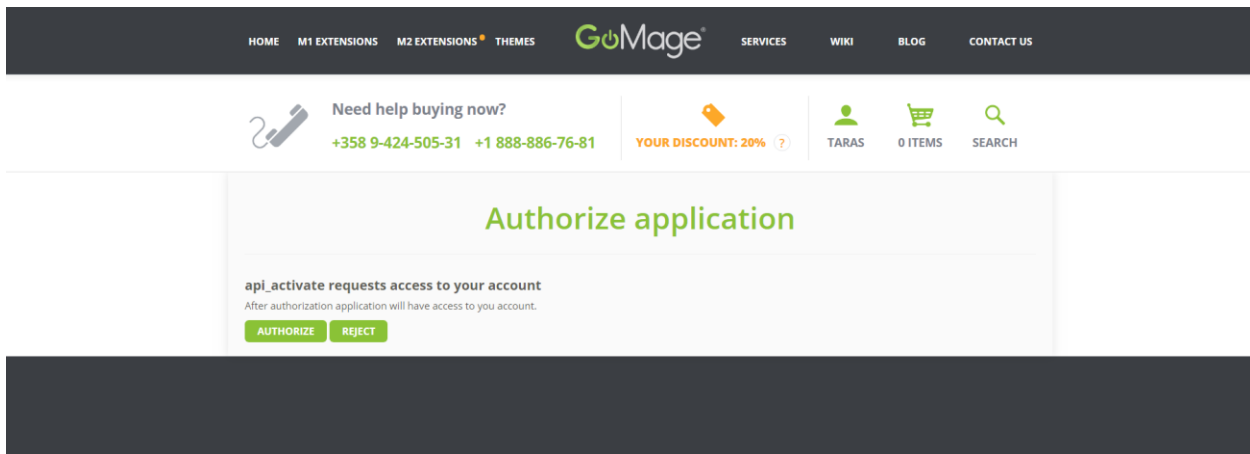 HOME M1 EXTENSIONS M2 EXTENSIONS THEMES GoMage® SERVICES WIKI BLOG CONTACT US
Need help buying now?
+358 9-424-505-31 +1 888-886-76-81
YOUR DISCOUNT: 20% ? TARAS 0 ITEMS SEARCH
Authorize application
api_activate requests access to your account
After authorization application will have access to you account.
AUTHORIZE REJECT